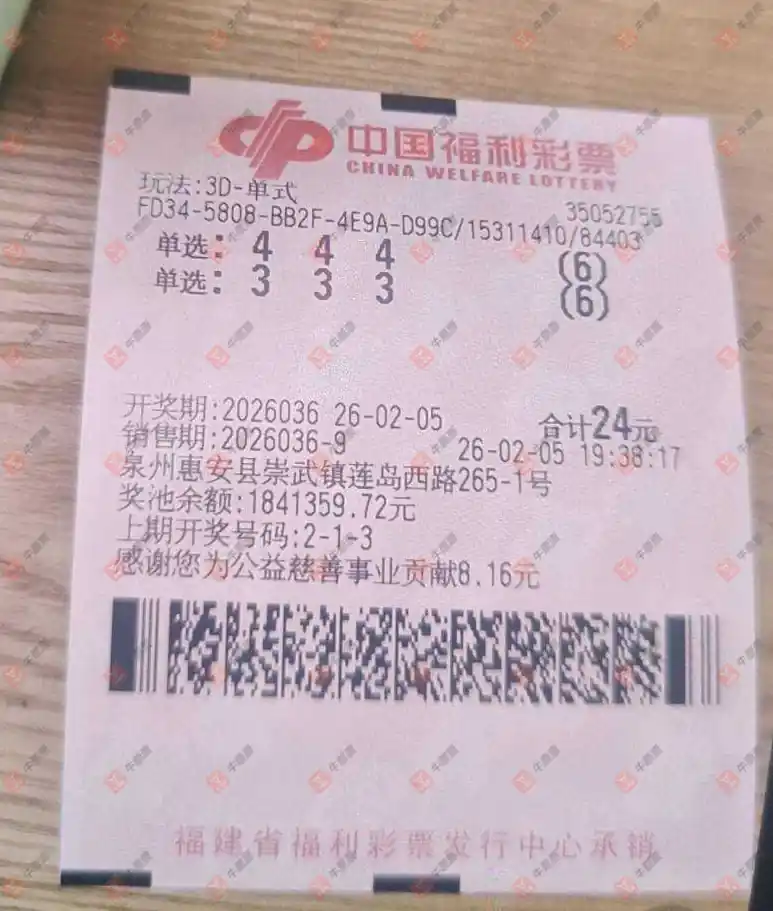 中国福利彩票
CHINA WELFARE LOTTERY
玩法:3D-单式
35052755
FD34-5808-BB2F-4E9A-D99C/15311410/84403
单选: 4 4 4 (6)
单选: 3 3 3 (6)
开奖期:2026036 26-02-05 合计24元
销售期:2026036-9 26-02-05 19:38:17
泉州惠安县崇武镇莲岛西路265-1号
奖池余额:1841359.72元
上期开奖号码:2-1-3
感谢您为公益慈善事业贡献8.16元
福建省福利彩票发行中心承销